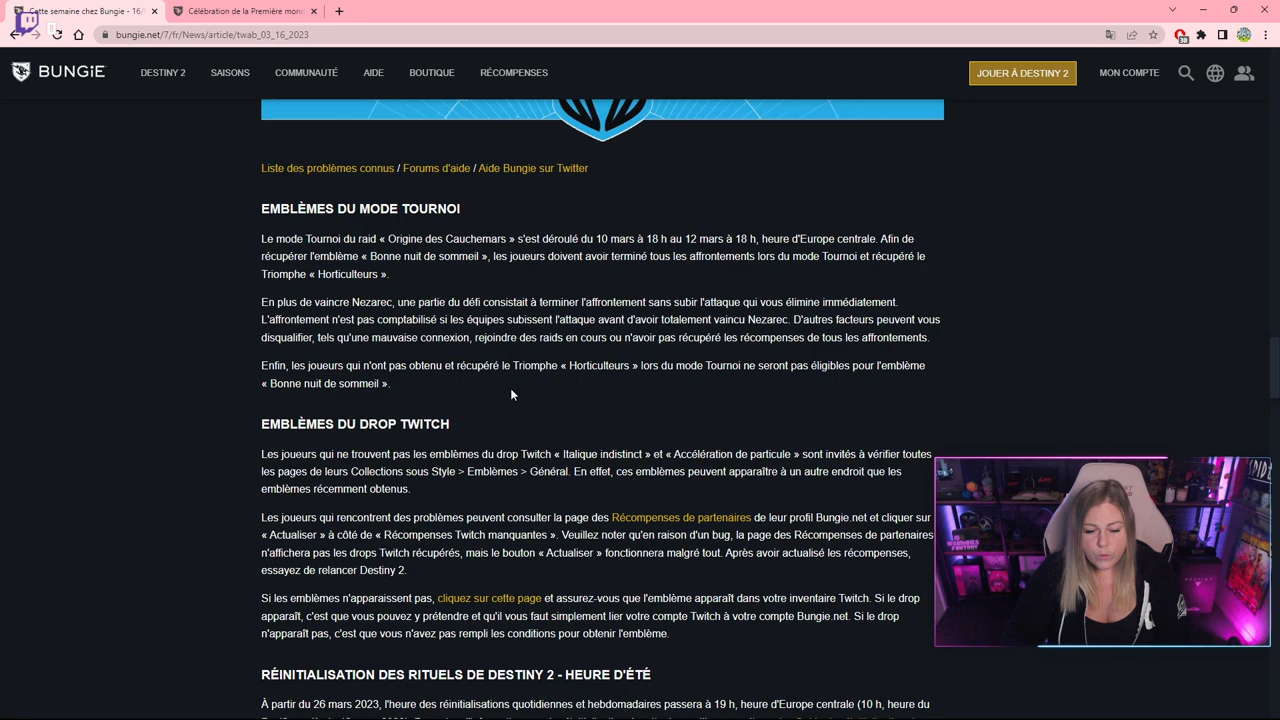 Cette semaine chez Bungie - 16/
Célébration de la Première mond
bungie.net/7/fr/News/article/twab_03_16_2023
BUNGiE
DESTINY 2
SAISONS
COMMUNAUTÉ
AIDE
BOUTIQUE
RÉCOMPENSES
JOUER À DESTINY 2
MON COMPTE
Liste des problèmes connus / Forums d'aide / Aide Bungie sur Twitter
EMBLÈMES DU MODE TOURNOI
Le mode Tournoi du raid « Origine des Cauchemars » s'est déroulé du 10 mars à 18 h au 12 mars à 18 h, heure d'Europe centrale. Afin de
récupérer l'emblème « Bonne nuit de sommeil », les joueurs doivent avoir terminé tous les affrontements lors du mode Tournoi et récupéré le
Triomphe « Horticulteurs ».
En plus de vaincre Nezarec, une partie du défi consistait à terminer l'affrontement sans subir l'attaque qui vous élimine immédiatement.
L'affrontement n'est pas comptabilisé si les équipes subissent l'attaque avant d'avoir totalement vaincu Nezarec. D'autres facteurs peuvent vous
disqualifier, tels qu'une mauvaise connexion, rejoindre des raids en cours ou n'avoir pas récupéré les récompenses de tous les affrontements.
Enfin, les joueurs qui n'ont pas obtenu et récupéré le Triomphe « Horticulteurs » lors du mode Tournoi ne seront pas éligibles pour l'emblème
« Bonne nuit de sommeil ».
EMBLÈMES DU DROP TWITCH
Les joueurs qui ne trouvent pas les emblèmes du drop Twitch « Italique indistinct » et « Accélération de particule » sont invités à vérifier toutes
les pages de leurs Collections sous Style > Emblèmes > Général. En effet, ces emblèmes peuvent apparaître à un autre endroit que les
emblèmes récemment obtenus.
Les joueurs qui rencontrent des problèmes peuvent consulter la page des Récompenses de partenaires de leur profil Bungie.net et cliquer sur
« Actualiser » à côté de « Récompenses Twitch manquantes ». Veuillez noter qu'en raison d'un bug, la page des Récompenses de partenaires
n'affichera pas les drops Twitch récupérés, mais le bouton « Actualiser » fonctionnera malgré tout. Après avoir actualisé les récompenses,
essayez de relancer Destiny 2.
Si les emblèmes n'apparaissent pas, cliquez sur cette page et assurez-vous que l'emblème apparaît dans votre inventaire Twitch. Si le drop
apparaît, c'est que vous pouvez y prétendre et qu'il vous faut simplement lier votre compte Twitch à votre compte Bungie.net. Si le drop
n'apparaît pas, c'est que vous n'avez pas rempli les conditions pour obtenir l'emblème.
RÉINITIALISATION DES RITUELS DE DESTINY 2 - HEURE D'ÉTÉ
À partir du 26 mars 2023, l'heure des réinitialisations quotidiennes et hebdomadaires passera à 19 h, heure d'Europe centrale (10 h, heure du